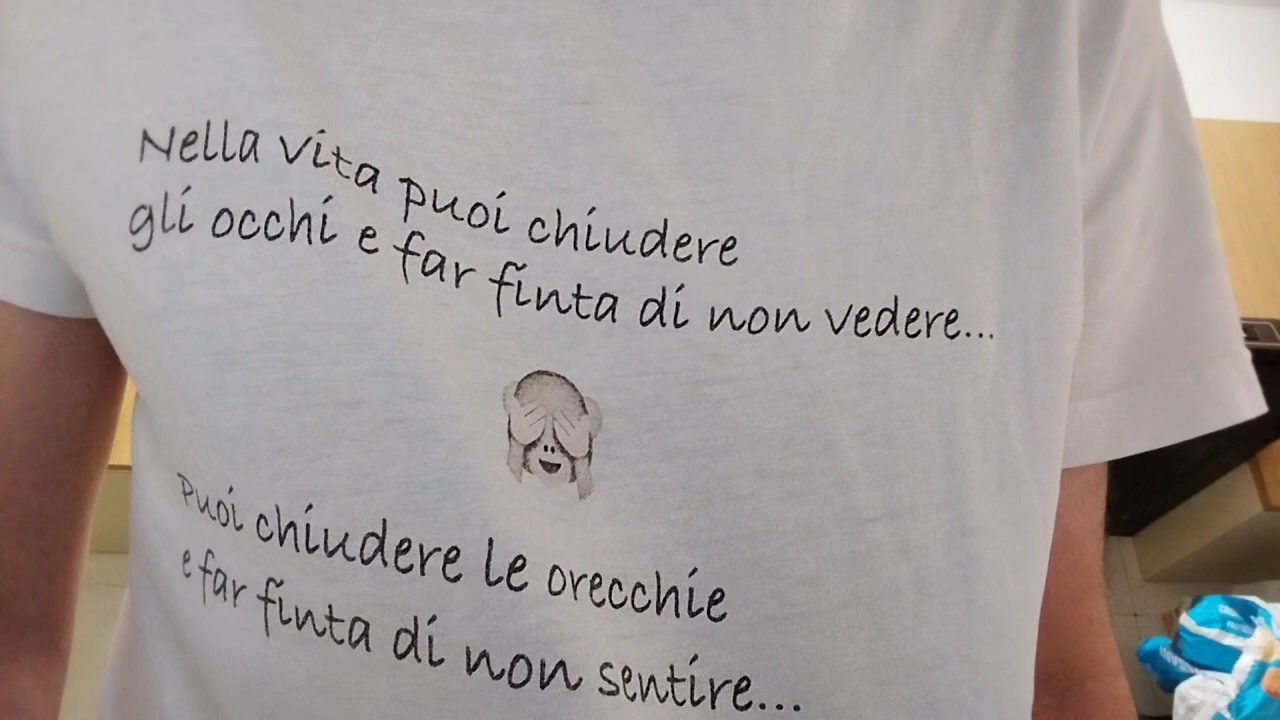 Nella vita puoi chiudere
gli occhi e far finta di non vedere...
Puoi chiudere le orecchie
e far finta di non sentire...